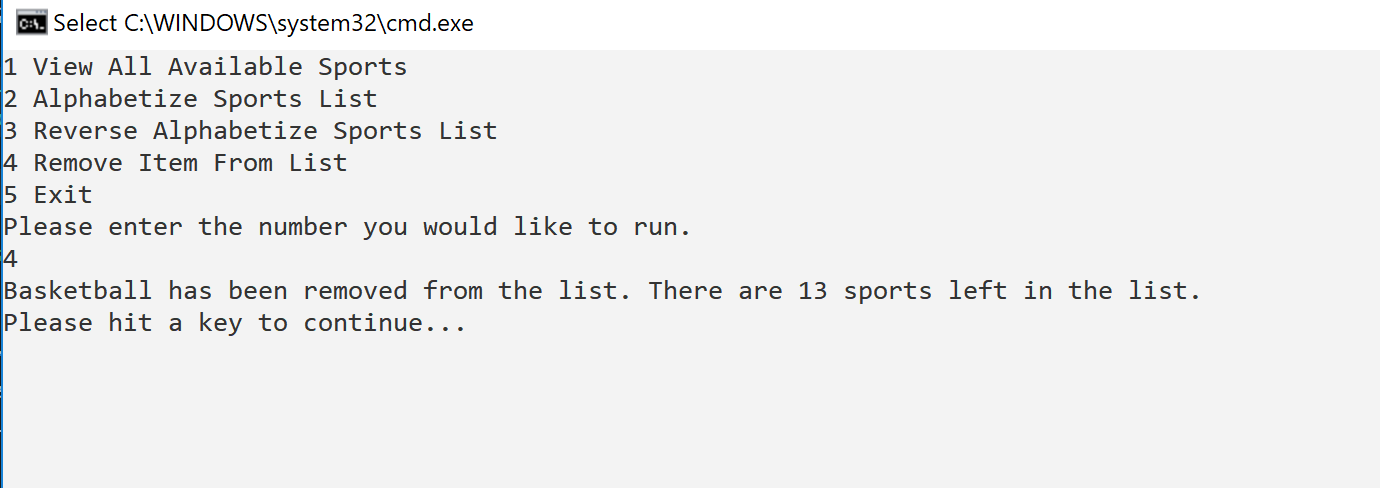 Select C:\WINDOWS\system32\cmd.exe
1 View All Available Sports
2 Alphabetize Sports List
3 Reverse Alphabetize Sports List
4 Remove Item From List
5 Exit
Please enter the number you would like to run.
4
Basketball has been removed from the list. There are 13 sports left in the list.
Please hit a key to continue...